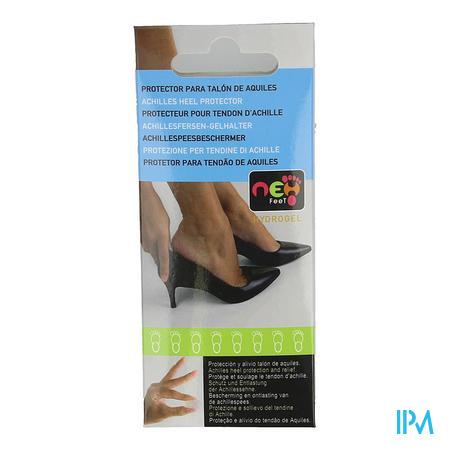 PROTECTOR PARA TALÓN DE AQUILES
ACHILLES HEEL PROTECTOR
PROTECTEUR POUR TENDON D'ACHILLE
ACHILLESFERSEN-GELHALTER
ACHILLESPEESBESCHERMER
PROTEZIONE PER TENDINE DI ACHILLE
PROTETOR PARA TENDÃO DE AQUILES
NEX
FeeT
HYDROGEL
Protección y alivio talón de aquiles.
Achilles heel protection and relief.
Protège et soulage le tendon d'achille.
Schutz und Entlastung
der Achillessehne.
Bescherming en ontlasting van
de achillespees.
Protezione e sollievo del tendine
di Achille.
Proteção e alivio do tendão de Aquiles.
IPM